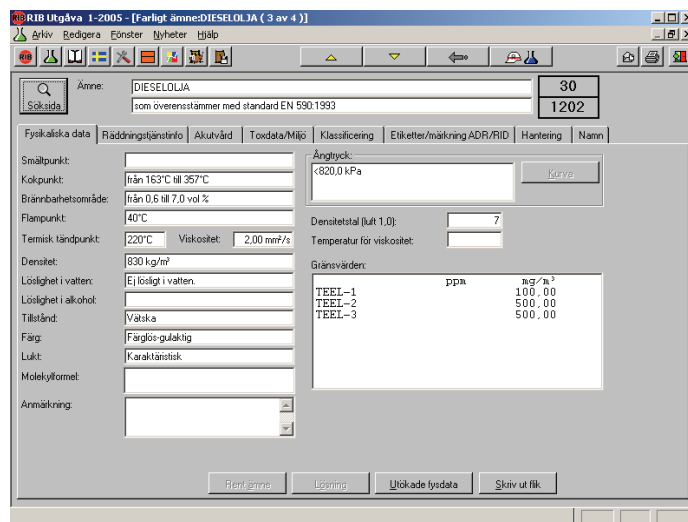 RIB Utgåva 1-2005 - [Farligt ämne:DIESELOLJA ( 3 av 4 )]
Arkiv Redigera Fönster Nyheter Hjälp
Söksida
Ämne:
DIESELOLJA
som överensstämmer med standard EN 590:1993
30
1202
Fysikaliska data Räddningstjänstinfo Akutvård Toxdata/Miljö Klassificering Etiketter/märkning ADR/RID Hantering Namn
Smältpunkt:
Kokpunkt: från 163°C till 357°C
Brännbarhetsområde: från 0,6 till 7,0 vol %
Flampunkt: 40°C
Termisk tändpunkt: 220°C Viskositet: 2,00 mm²/s
Densitet: 830 kg/m³
Löslighet i vatten: Ej lösligt i vatten.
Löslighet i alkohol:
Tillstånd: Vätska
Färg: Färglös-gulaktig
Lukt: Karaktäristisk
Molekylformel:
Anmärkning:
Ångtryck:
<820,0 kPa
Kurva
Densitetstal (luft 1,0): 7
Temperatur för viskositet:
Gränsvärden:
ppm mg/m³
TEEL-1 100,00
TEEL-2 500,00
TEEL-3 500,00
Rent ämne Lösning Utökade fysdata Skriv ut flik